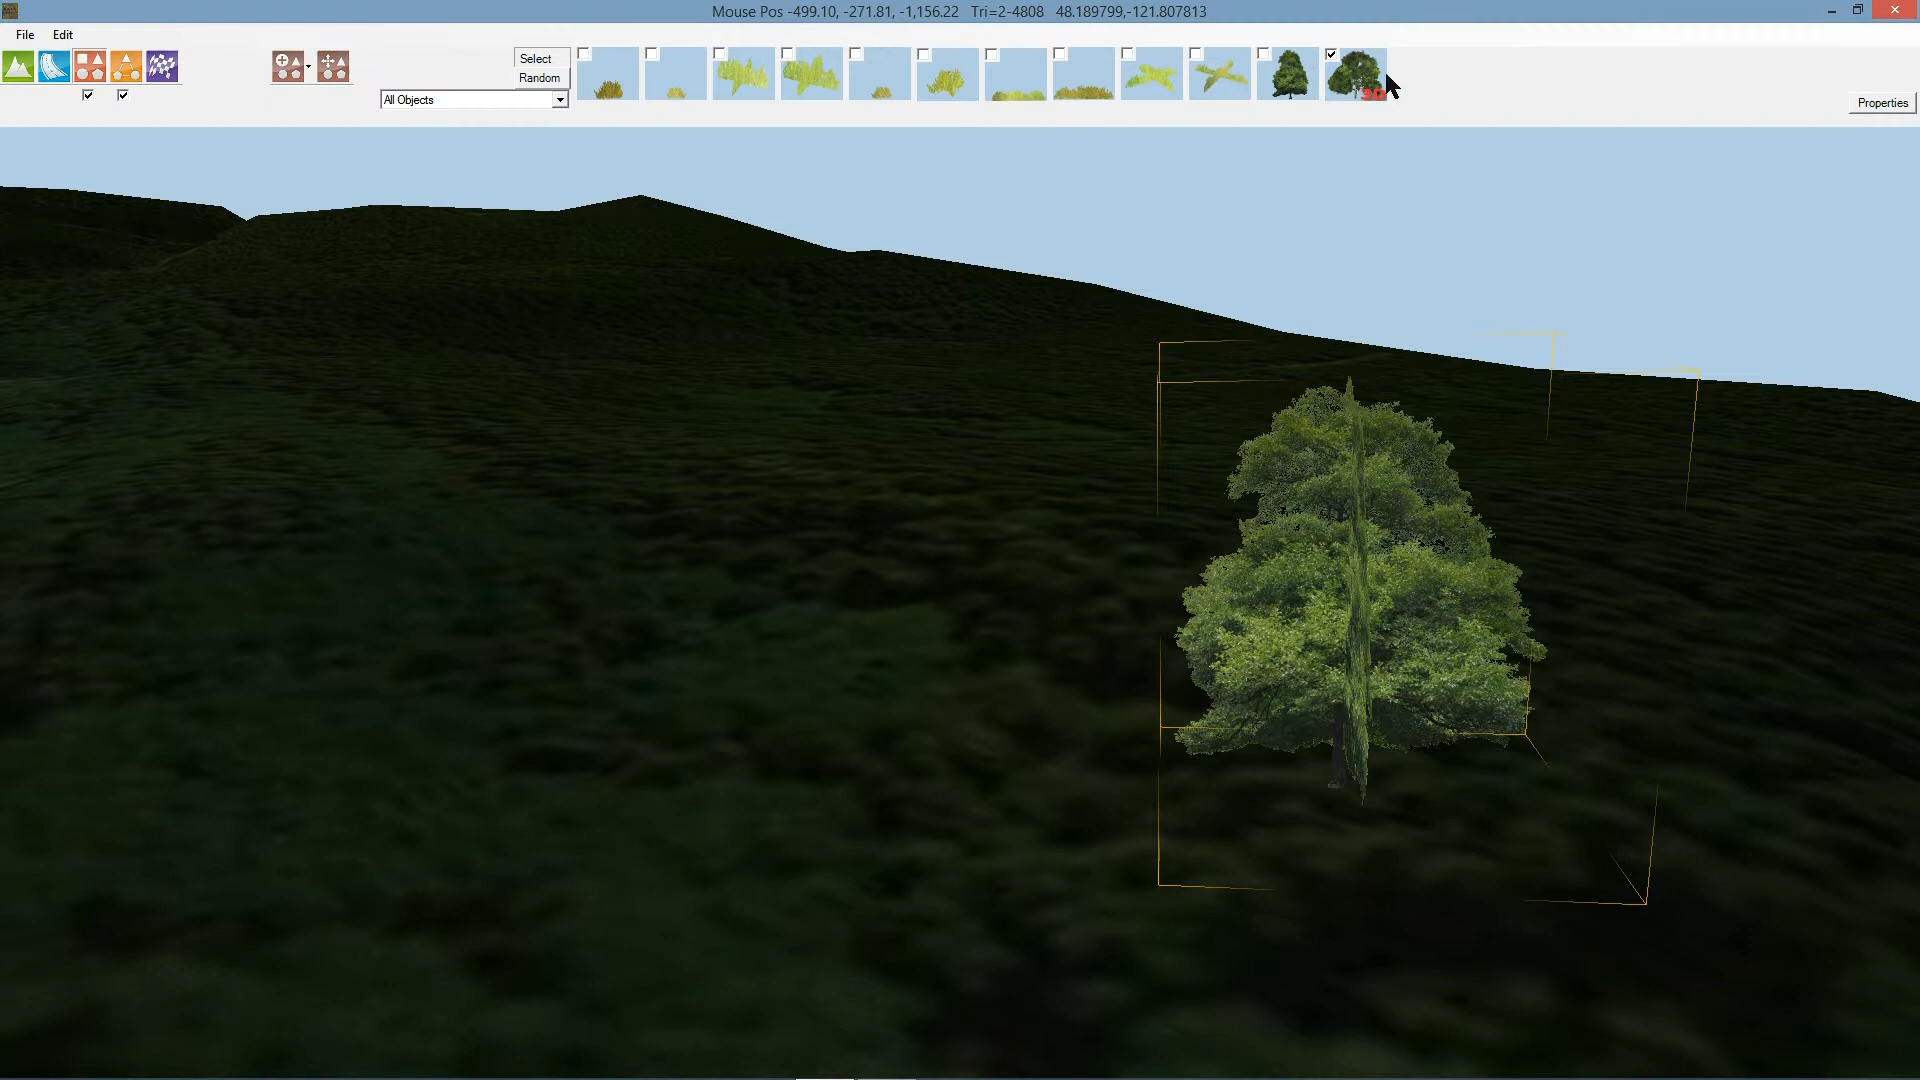 Mouse Pos -499.10, -271.81, -1,156.22 Tri=2-4808 48.189799,-121.807813
File Edit
Select
Random
All Objects
3D
Properties